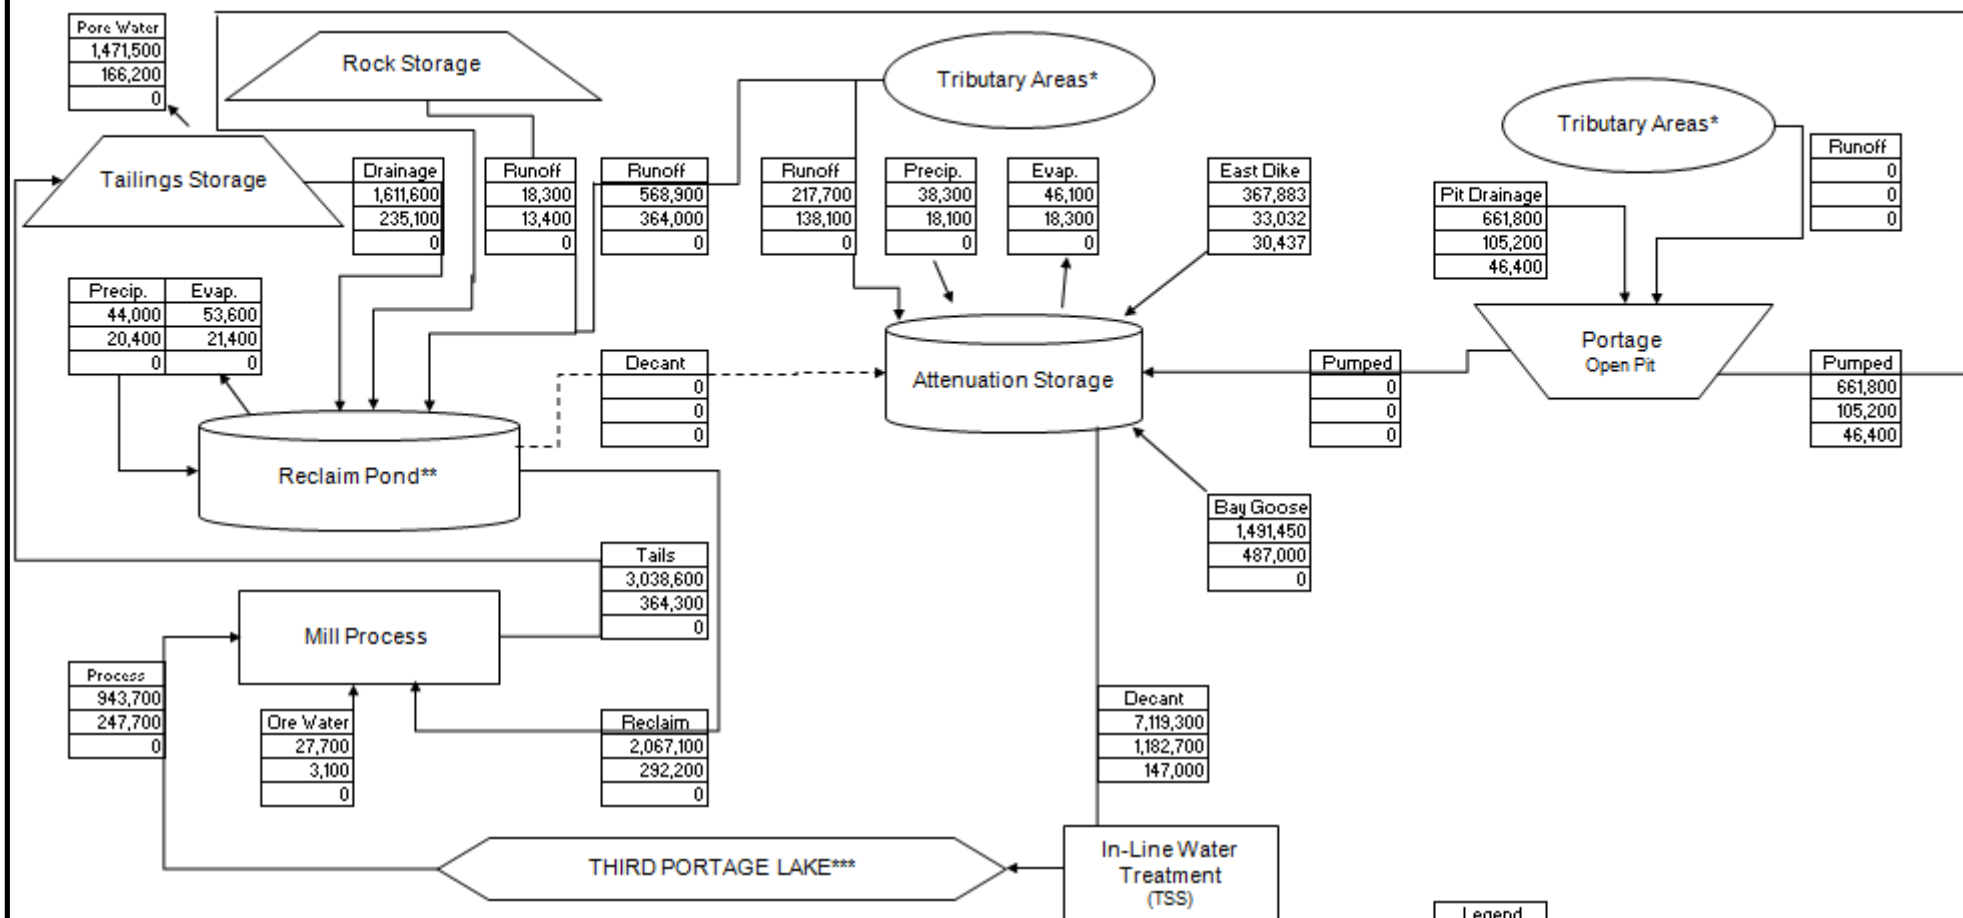 Pore Water
1,471,500
166,200
0
Rock Storage
Tributary Areas*
Tributary Areas*
Runoff
0
0
0
Tailings Storage
Drainage
1,611,600
235,100
0
Runoff
18,300
13,400
0
Runoff
568,900
364,000
0
Runoff
217,700
138,100
0
Precip.
38,300
18,100
0
Evap.
46,100
18,300
0
East Dike
367,883
33,032
30,437
Pit Drainage
661,800
105,200
46,400
Precip. Evap.
44,000 53,600
20,400 21,400
0 0
Decant
0
0
0
Attenuation Storage
Pumped
0
0
0
Portage
Open Pit
Pumped
661,800
105,200
46,400
Reclaim Pond**
Bay Goose
1,491,450
487,000
0
Tails
3,038,600
364,300
0
Mill Process
Process
943,700
247,700
0
Ore Water
27,700
3,100
0
Reclaim
2,067,100
292,200
0
Decant
7,119,300
1,182,700
147,000
THIRD PORTAGE LAKE***
In-Line Water
Treatment
(TSS)
Legend